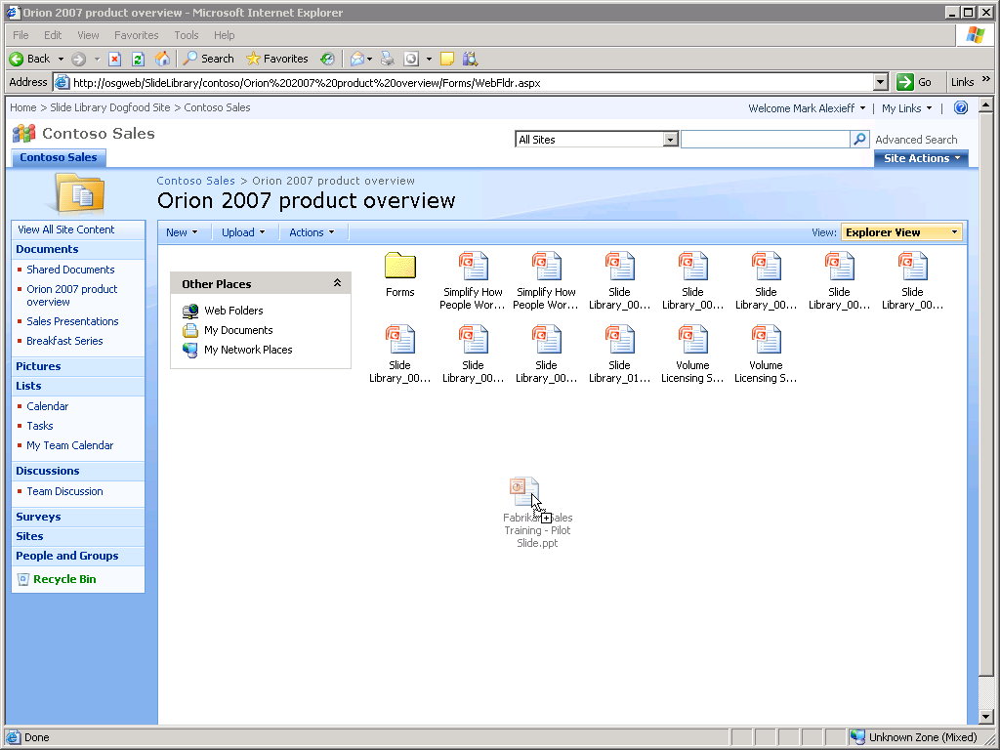 Orion 2007 product overview - Microsoft Internet Explorer
File Edit View Favorites Tools Help
Back Search Favorites
Address http://osgweb/SlideLibrary/contoso/Orion%202007%20product%20overview/Forms/WebFldr.aspx Go Links »
Home > Slide Library Dogfood Site > Contoso Sales Welcome Mark Alexieff | My Links |
Contoso Sales
All Sites Advanced Search
Contoso Sales Site Actions
Contoso Sales > Orion 2007 product overview
Orion 2007 product overview
View All Site Content
Documents
Shared Documents
Orion 2007 product
overview
Sales Presentations
Breakfast Series
Pictures
Lists
Calendar
Tasks
My Team Calendar
Discussions
Team Discussion
Surveys
Sites
People and Groups
Recycle Bin
New Upload Actions View: Explorer View
Other Places
Web Folders
My Documents
My Network Places
Forms
Simplify How
People Wor...
Simplify How
People Wor...
Slide
Library_00...
Slide
Library_00...
Slide
Library_00...
Slide
Library_00...
Slide
Library_00...
Slide
Library_00...
Slide
Library_00...
Slide
Library_00...
Slide
Library_01...
Volume
Licensing S...
Volume
Licensing S...
Sales
Training - Pilot
Slide.ppt
Done Unknown Zone (Mixed)